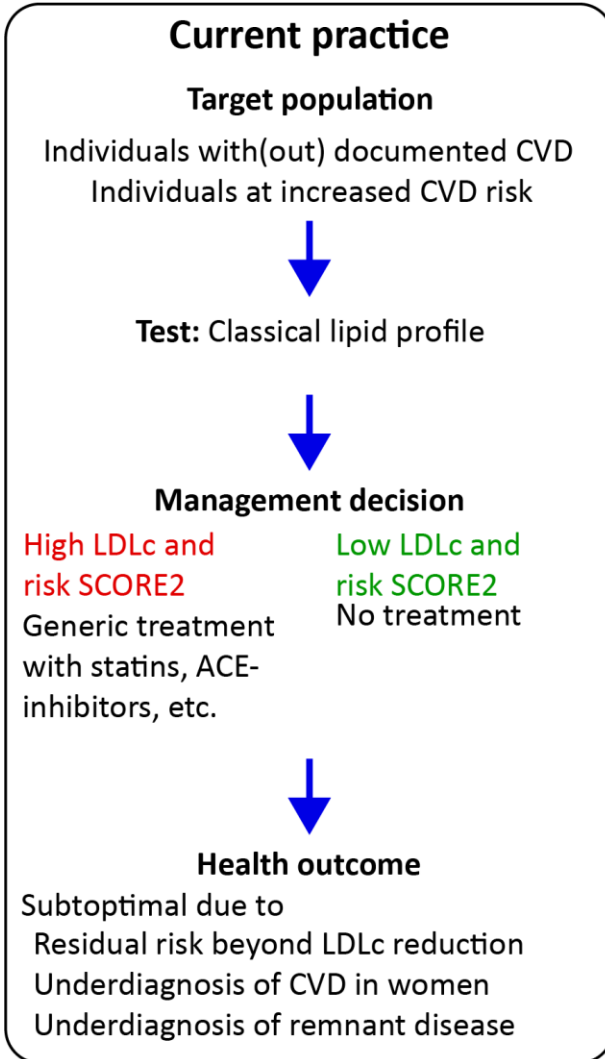 Current practice
Target population
Individuals with(out) documented CVD
Individuals at increased CVD risk
Test: Classical lipid profile
Management decision
High LDLc and
risk SCORE2
Generic treatment
with statins, ACE-
inhibitors, etc.
Low LDLc and
risk SCORE2
No treatment
Health outcome
Subtoptimal due to
Residual risk beyond LDLc reduction
Underdiagnosis of CVD in women
Underdiagnosis of remnant disease